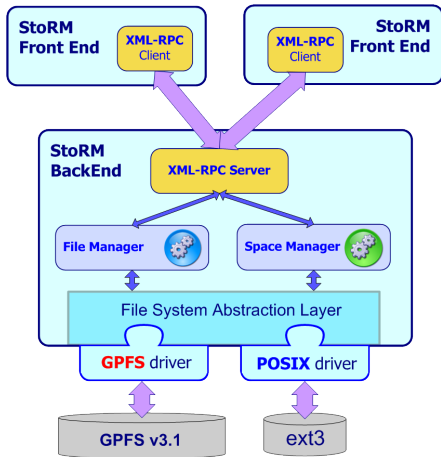 StoRM
Front End
XML-RPC
Client
StoRM
Front End
XML-RPC
Client
StoRM
BackEnd
XML-RPC Server
File Manager
Space Manager
File System Abstraction Layer
GPFS driver
POSIX driver
GPFS v3.1
ext3